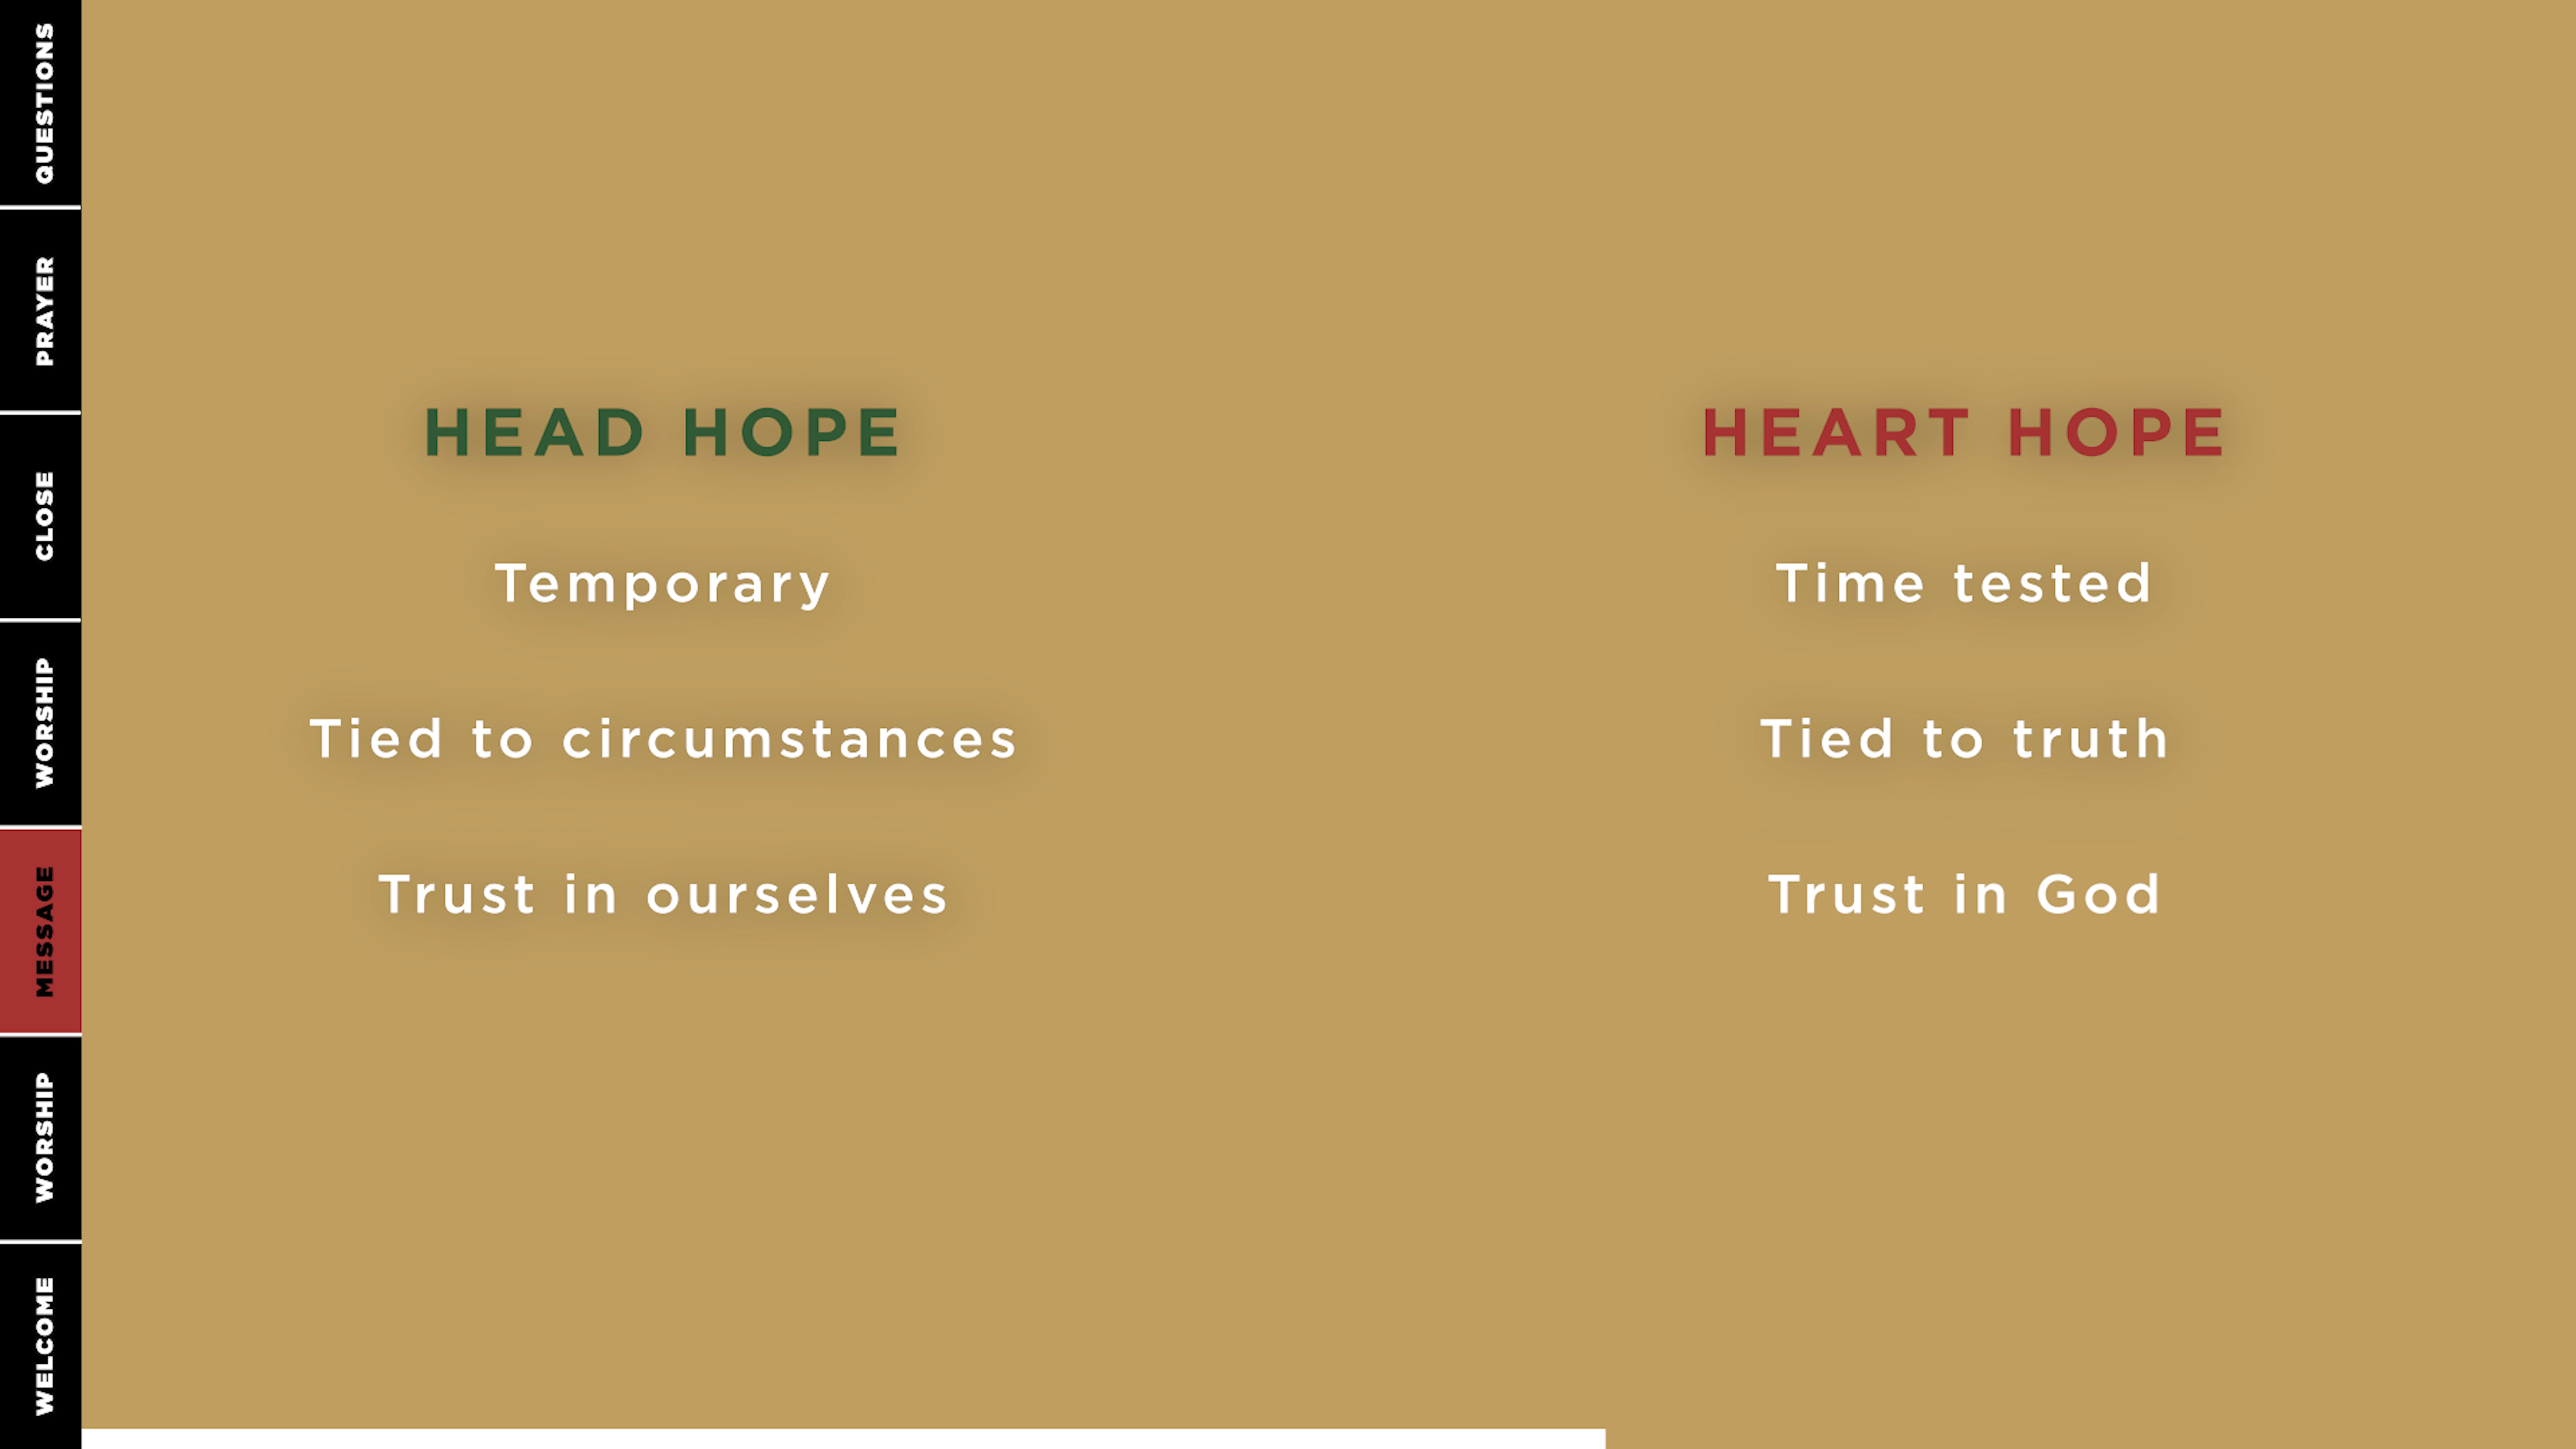 QUESTIONS
PRAYER
CLOSE
WORSHIP
MESSAGE
WORSHIP
WELCOME
HEAD HOPE
Temporary
Tied to circumstances
Trust in ourselves
HEART HOPE
Time tested
Tied to truth
Trust in God